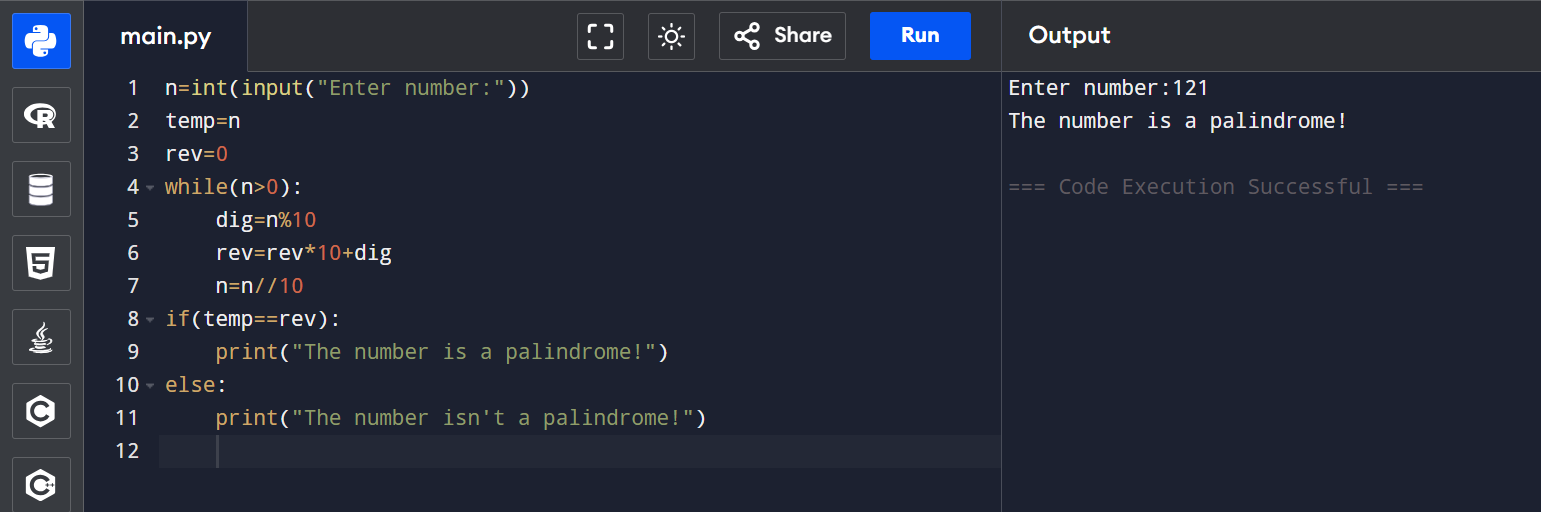 main.py
Share
Run
Output
1 n=int(input("Enter number:"))
2 temp=n
3 rev=0
4 while(n>0):
5     dig=n%10
6     rev=rev*10+dig
7     n=n//10
8 if(temp==rev):
9     print("The number is a palindrome!")
10 else:
11     print("The number isn't a palindrome!")
12
Enter number:121
The number is a palindrome!
=== Code Execution Successful ===
R
5
C
C++